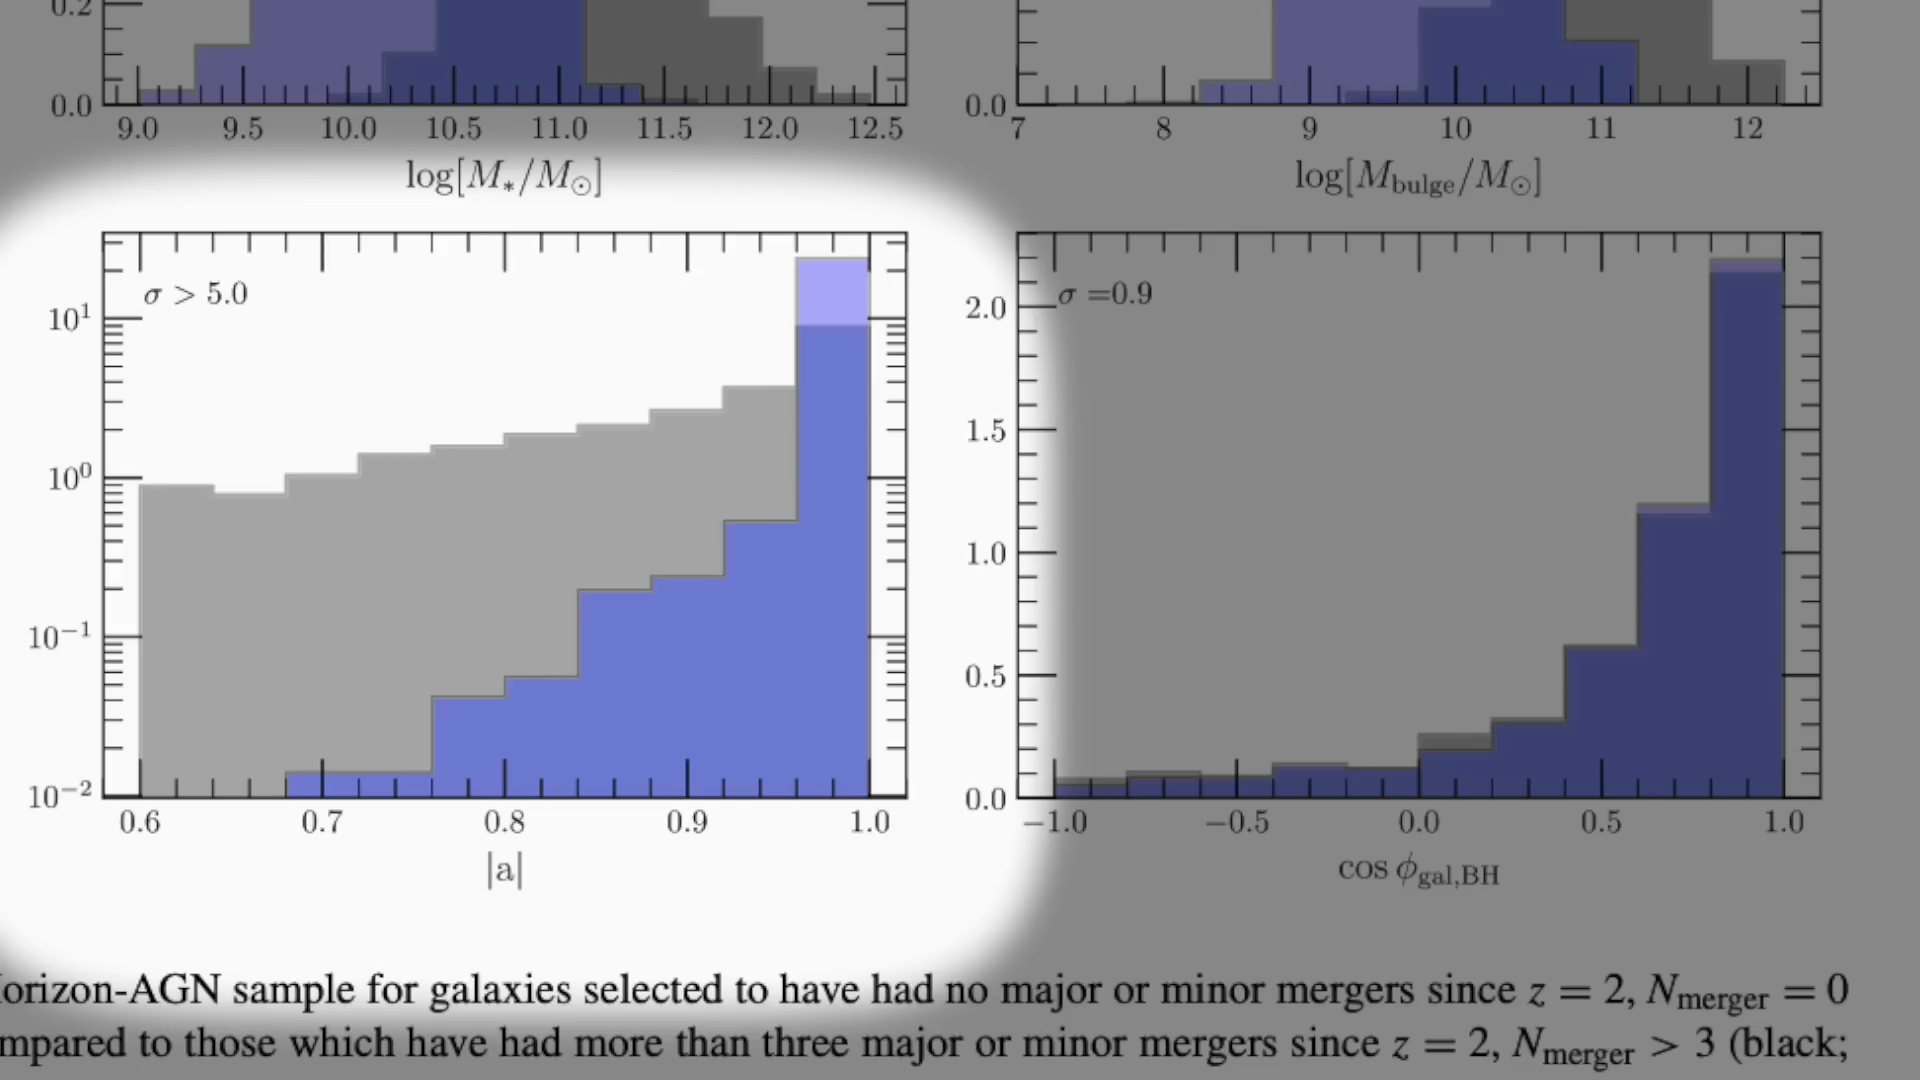 0.2
0.0
9.0 9.5 10.0 10.5 11.0 11.5 12.0 12.5
log[M*/M⊙]
0.0
7 8 9 10 11 12
log[M_bulge/M⊙]
σ > 5.0
10¹
10⁰
10⁻¹
10⁻²
0.6 0.7 0.8 0.9 1.0
|a|
σ =0.9
2.0
1.5
1.0
0.5
0.0
−1.0 −0.5 0.0 0.5 1.0
cos ϕ_gal,BH
orizon-AGN sample for galaxies selected to have had no major or minor mergers since z = 2, N_merger = 0
mpared to those which have had more than three major or minor mergers since z = 2, N_merger > 3 (black;